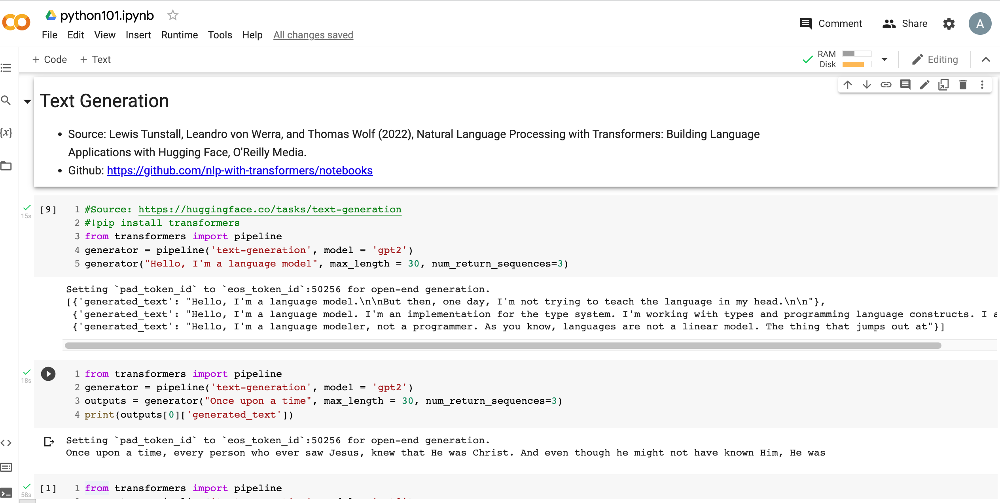 python101.ipynb
Comment
Share
A
File Edit View Insert Runtime Tools Help All changes saved
+ Code + Text
RAM
Disk
Editing
{x}
Text Generation
• Source: Lewis Tunstall, Leandro von Werra, and Thomas Wolf (2022), Natural Language Processing with Transformers: Building Language
Applications with Hugging Face, O'Reilly Media.
• Github: https://github.com/nlp-with-transformers/notebooks
15s
[9]
1 #Source: https://huggingface.co/tasks/text-generation
2 #!pip install transformers
3 from transformers import pipeline
4 generator = pipeline('text-generation', model = 'gpt2')
5 generator("Hello, I'm a language model", max_length = 30, num_return_sequences=3)
Setting `pad_token_id` to `eos_token_id`:50256 for open-end generation.
[{'generated_text': "Hello, I'm a language model.\n\nBut then, one day, I'm not trying to teach the language in my head.\n\n"},
{'generated_text': "Hello, I'm a language model. I'm an implementation for the type system. I'm working with types and programming language constructs. I a
{'generated_text': "Hello, I'm a language modeler, not a programmer. As you know, languages are not a linear model. The thing that jumps out at"}]
18s
1 from transformers import pipeline
2 generator = pipeline('text-generation', model = 'gpt2')
3 outputs = generator("Once upon a time", max_length = 30, num_return_sequences=3)
4 print(outputs[0]['generated_text'])
Setting `pad_token_id` to `eos_token_id`:50256 for open-end generation.
Once upon a time, every person who ever saw Jesus, knew that He was Christ. And even though he might not have known Him, He was
58s
[1]
1 from transformers import pipeline